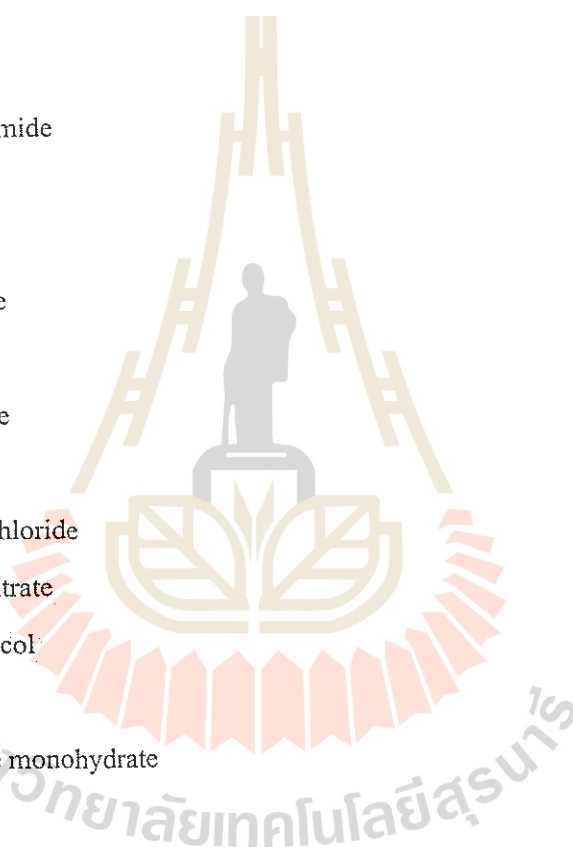 mide
e
e
hloride
trate
col
e monohydrate
วิทยาลัยเทคโนโลยีสุรนารี